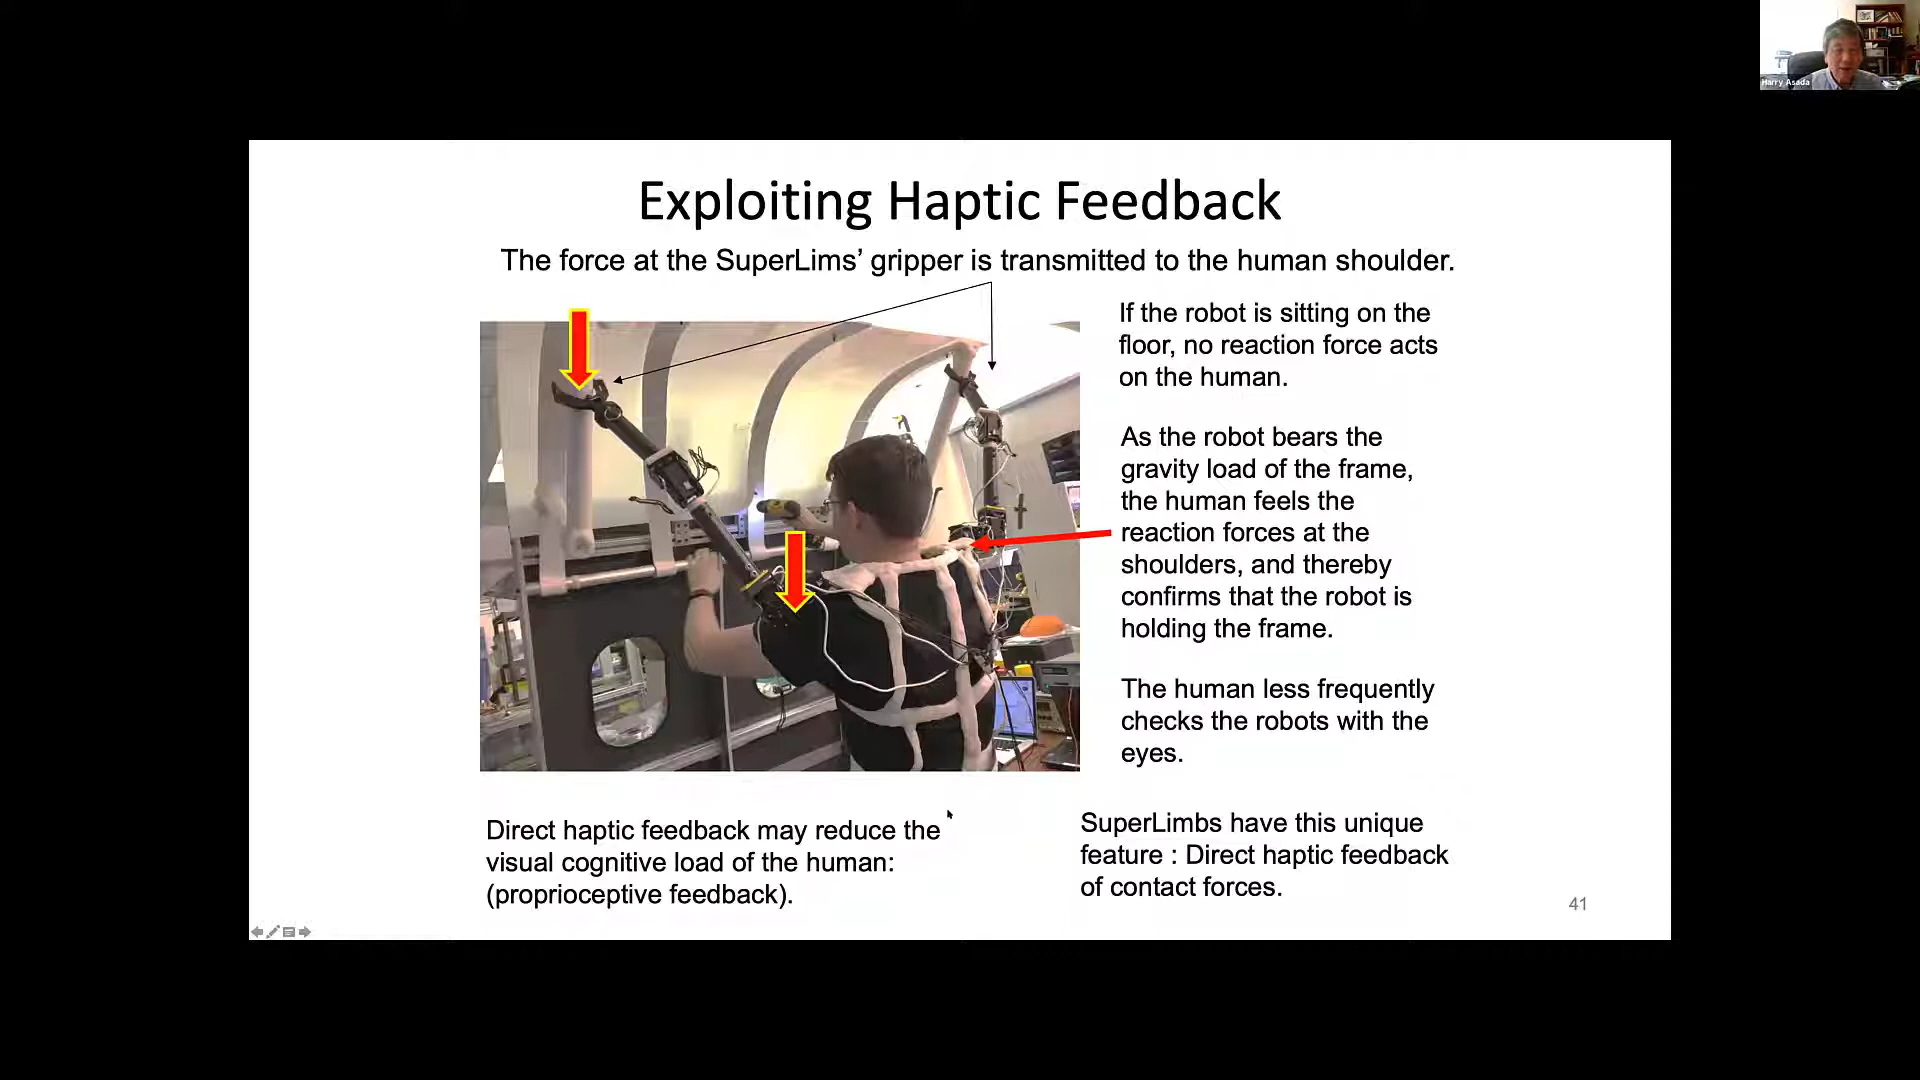 Harry Asada
Exploiting Haptic Feedback
The force at the SuperLims’ gripper is transmitted to the human shoulder.
If the robot is sitting on the
floor, no reaction force acts
on the human.
As the robot bears the
gravity load of the frame,
the human feels the
reaction forces at the
shoulders, and thereby
confirms that the robot is
holding the frame.
The human less frequently
checks the robots with the
eyes.
Direct haptic feedback may reduce the
visual cognitive load of the human:
(proprioceptive feedback).
SuperLimbs have this unique
feature : Direct haptic feedback
of contact forces.
41